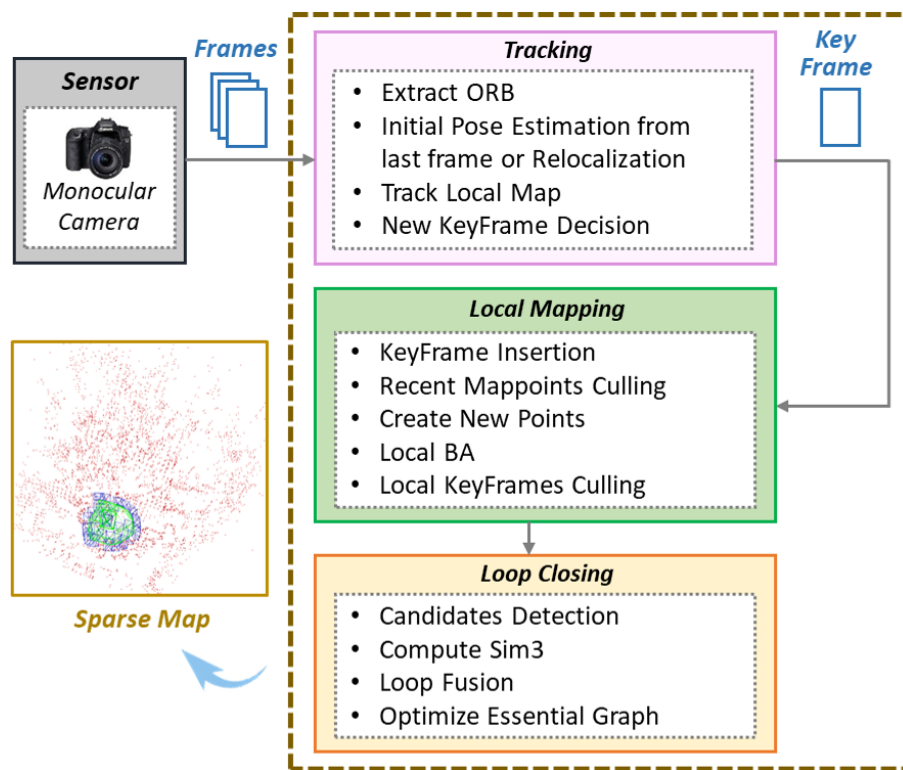 Frames
Sensor
Monocular
Camera
Tracking
• Extract ORB
• Initial Pose Estimation from
last frame or Relocalization
• Track Local Map
• New KeyFrame Decision
Key
Frame
Local Mapping
• KeyFrame Insertion
• Recent Mappoints Culling
• Create New Points
• Local BA
• Local KeyFrames Culling
Loop Closing
• Candidates Detection
• Compute Sim3
• Loop Fusion
• Optimize Essential Graph
Sparse Map